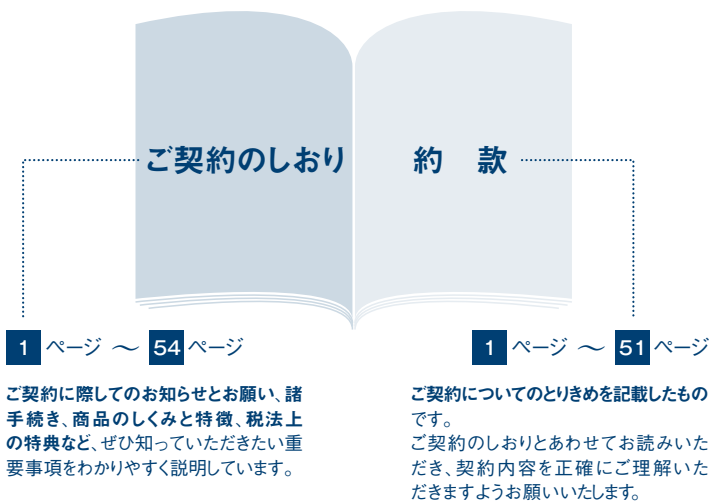 ご契約のしおり
約　款
1 ページ 〜 54 ページ
ご契約に際してのお知らせとお願い、諸
手続き、商品のしくみと特徴、税法上
の特典など、ぜひ知っていただきたい重
要事項をわかりやすく説明しています。
1 ページ 〜 51 ページ
ご契約についてのとりきめを記載したもの
です。
ご契約のしおりとあわせてお読みいた
だき、契約内容を正確にご理解いた
だきますようお願いいたします。